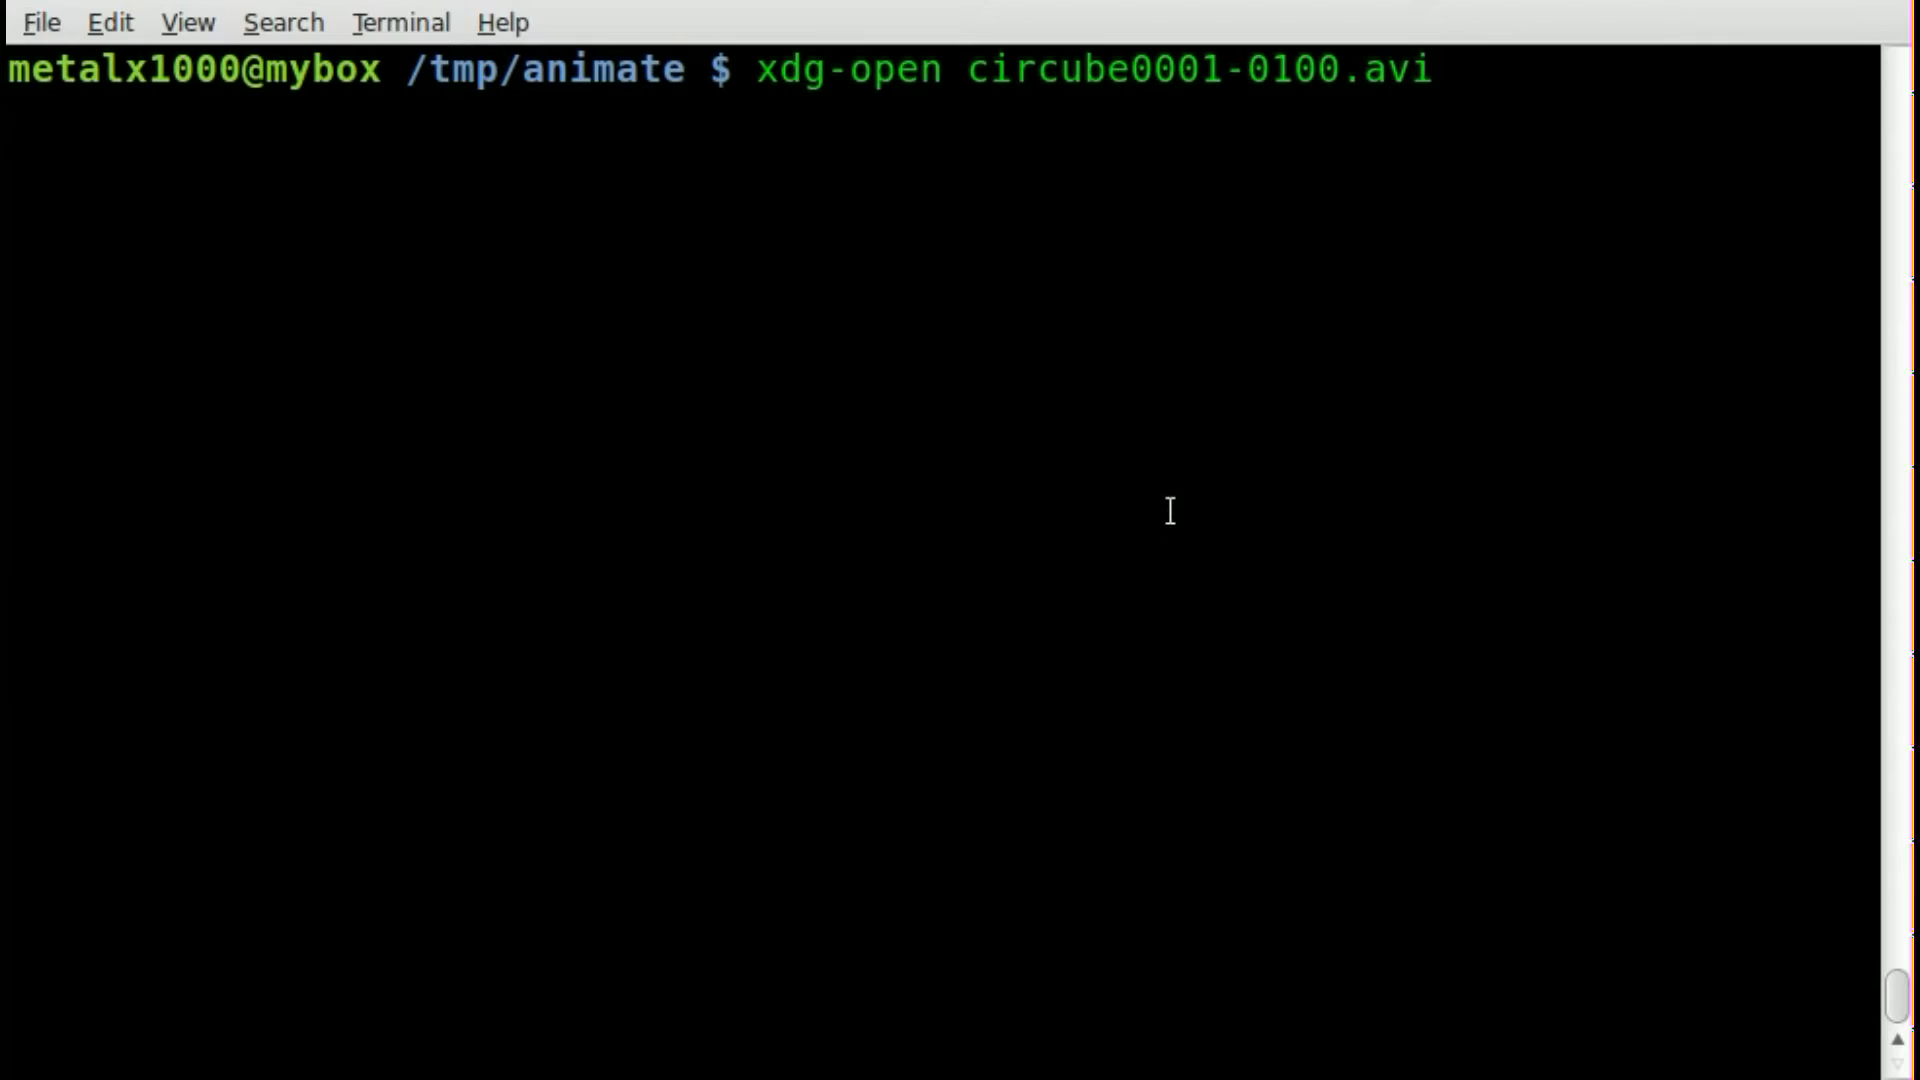 File Edit View Search Terminal Help
metalx1000@mybox /tmp/animate $ xdg-open circube0001-0100.avi